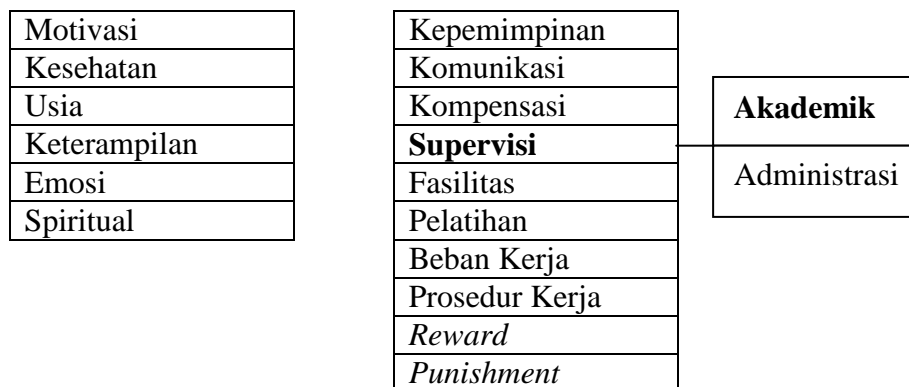 Motivasi
Kesehatan
Usia
Keterampilan
Emosi
Spiritual
Kepemimpinan
Komunikasi
Kompensasi
Supervisi
Fasilitas
Pelatihan
Beban Kerja
Prosedur Kerja
Reward
Punishment
Akademik
Administrasi